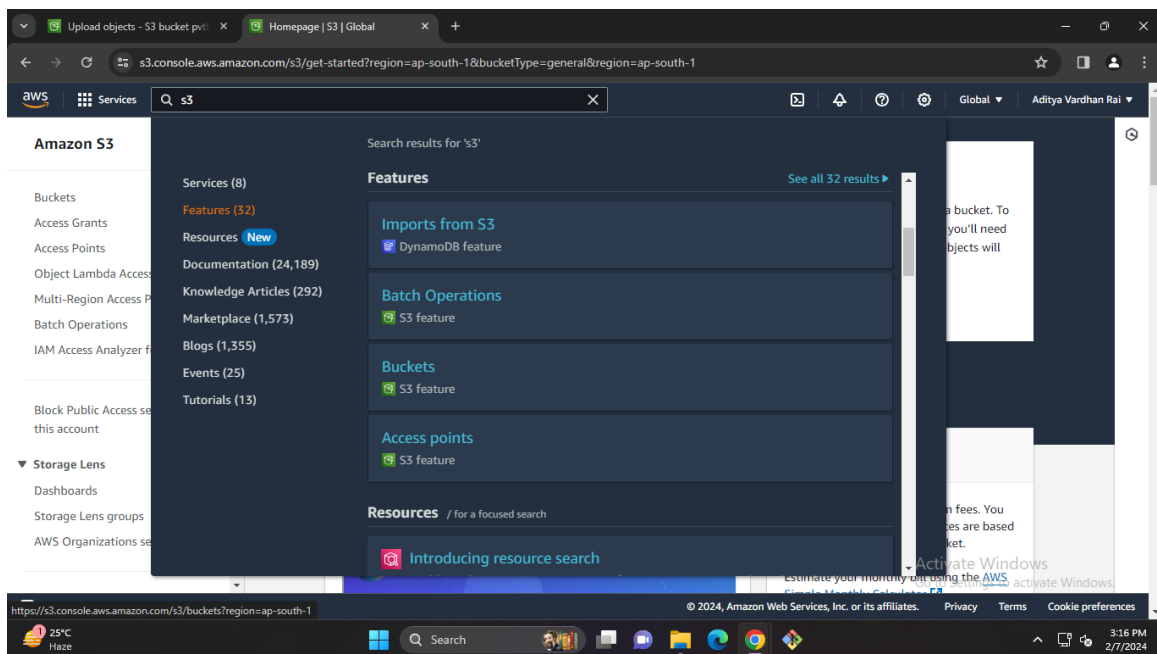 Upload objects - S3 bucket pvt
Homepage | S3 | Global
s3.console.aws.amazon.com/s3/get-started?region=ap-south-1&bucketType=general&region=ap-south-1
aws
Services
s3
Global
Aditya Vardhan Rai
Amazon S3
Buckets
Access Grants
Access Points
Object Lambda Access
Multi-Region Access P
Batch Operations
IAM Access Analyzer f
Block Public Access se
this account
Storage Lens
Dashboards
Storage Lens groups
AWS Organizations se
Search results for 's3'
Services (8)
Features (32)
Resources New
Documentation (24,189)
Knowledge Articles (292)
Marketplace (1,573)
Blogs (1,355)
Events (25)
Tutorials (13)
Features
See all 32 results
Imports from S3
DynamoDB feature
Batch Operations
S3 feature
Buckets
S3 feature
Access points
S3 feature
Resources / for a focused search
Introducing resource search
a bucket. To
you'll need
bjects will
n fees. You
es are based
ket.
Estimate your monthly bill using the AWS
Simple Monthly Calculator
Activate Windows
Go to Settings to activate Windows.
https://s3.console.aws.amazon.com/s3/buckets?region=ap-south-1
© 2024, Amazon Web Services, Inc. or its affiliates.
Privacy
Terms
Cookie preferences
1
25°C
Haze
Search
3:16 PM
2/7/2024